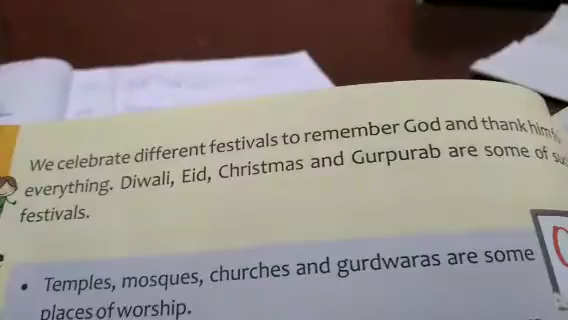 We celebrate different festivals to remember God and thank him
everything. Diwali, Eid, Christmas and Gurpurab are some of
festivals.
• Temples, mosques, churches and gurdwaras are some
places of worship.